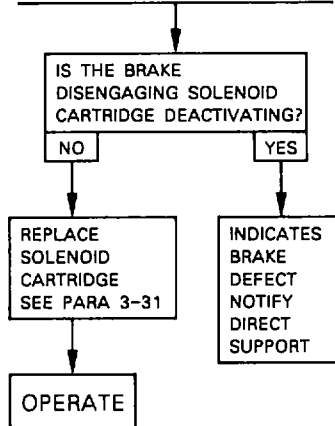 IS THE BRAKE
DISENGAGING SOLENOID
CARTRIDGE DEACTIVATING?
NO
YES
REPLACE
SOLENOID
CARTRIDGE
SEE PARA 3-31
INDICATES
BRAKE
DEFECT
NOTIFY
DIRECT
SUPPORT
OPERATE